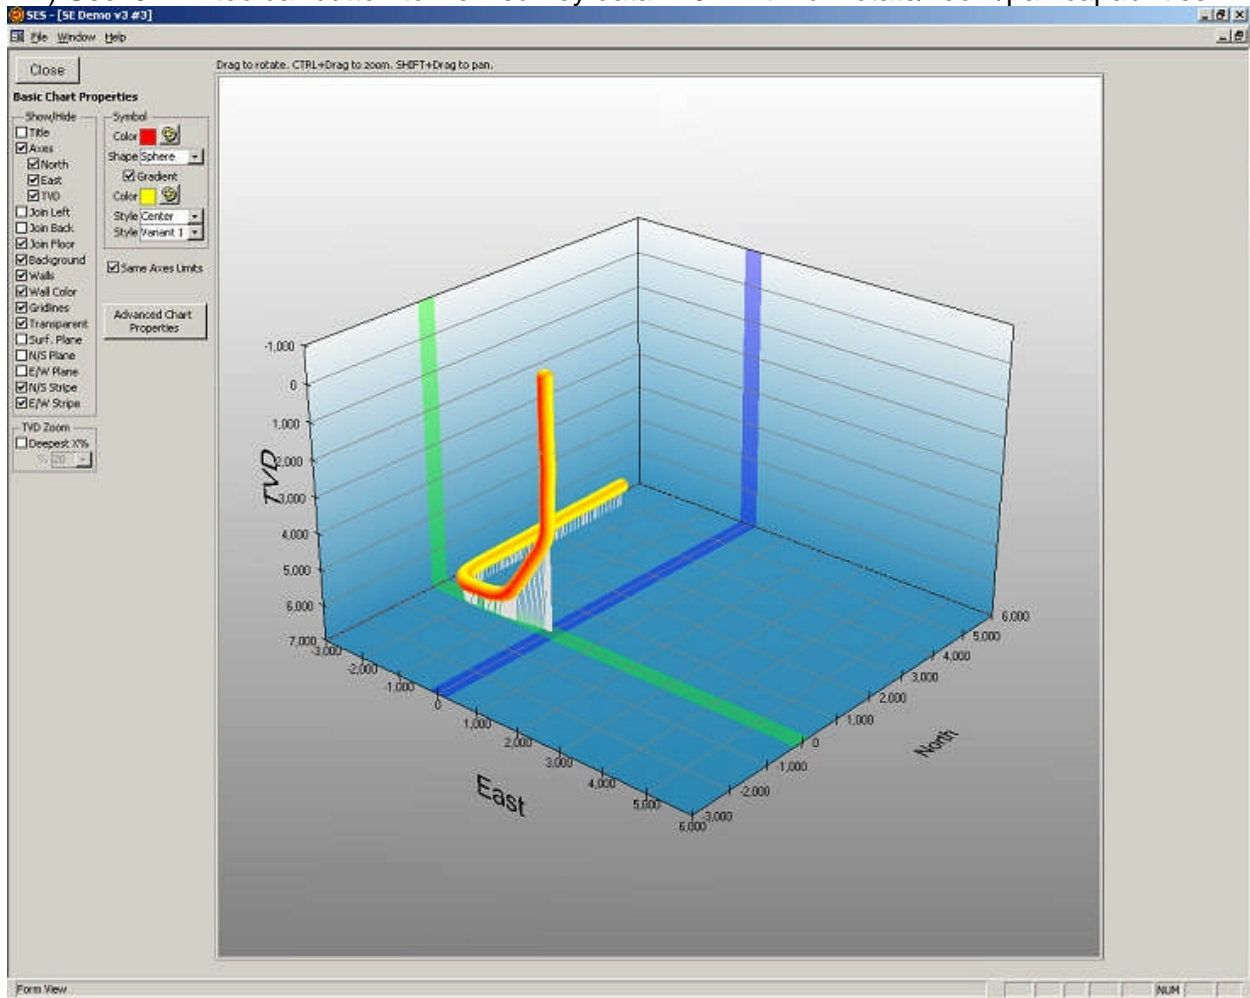 SES - [SE Demo v3 #3]
File Window Help
Close
Drag to rotate. CTRL+Drag to zoom. SHIFT+Drag to pan.
Basic Chart Properties
Show/Hide
Title
Axes
North
East
TVD
Join Left
Join Back
Join Floor
Background
Walls
Wall Color
Gridlines
Transparent
Surf. Plane
N/S Plane
E/W Plane
N/S Stripe
E/W Stripe
TVD Zoom
Deepest X%
% 20
Symbol
Color
Shape Sphere
Gradient
Color
Style Center
Style Variant 1
Same Axes Limits
Advanced Chart
Properties
-1,000
0
1,000
2,000
3,000
4,000
5,000
6,000
7,000
TVD
-3,000
-2,000
-1,000
0
1,000
2,000
3,000
4,000
5,000
6,000
East
-3,000
-2,000
-1,000
0
1,000
2,000
3,000
4,000
5,000
6,000
North
Form View
NUM